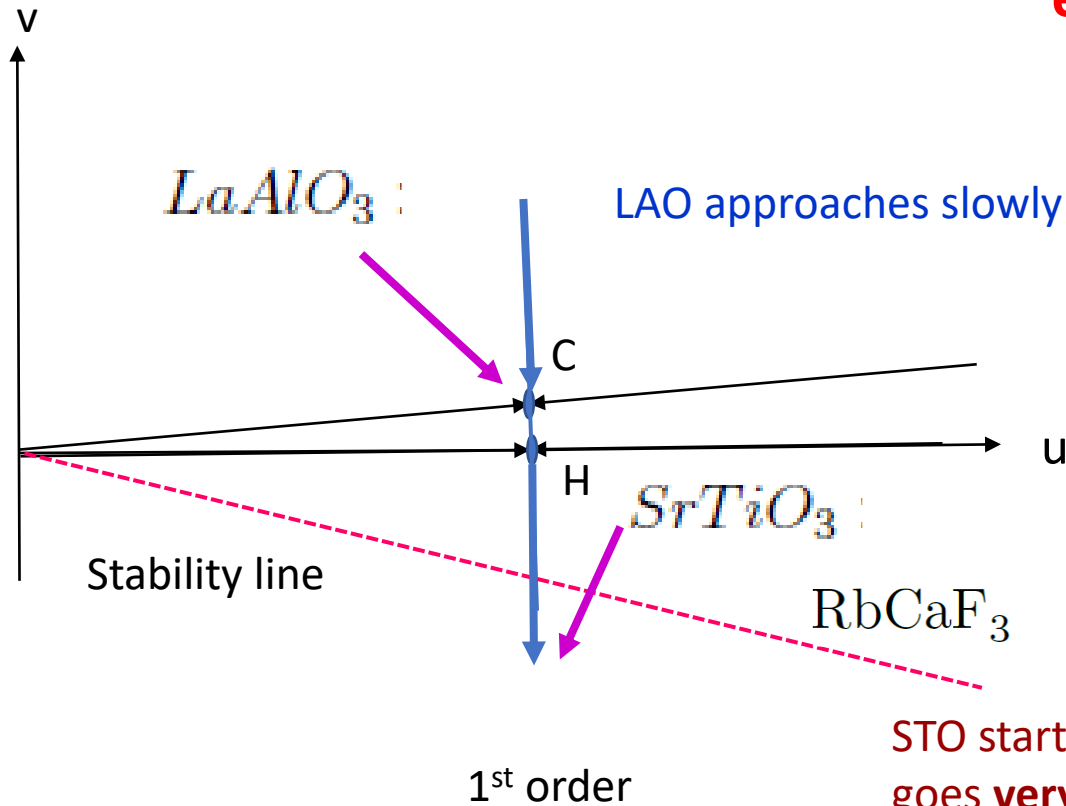 v
LaAlO₃ :
LAO approaches slowly
C
u
H
SrTiO₃ :
Stability line
RbCaF₃
STO start
1st order
goes very